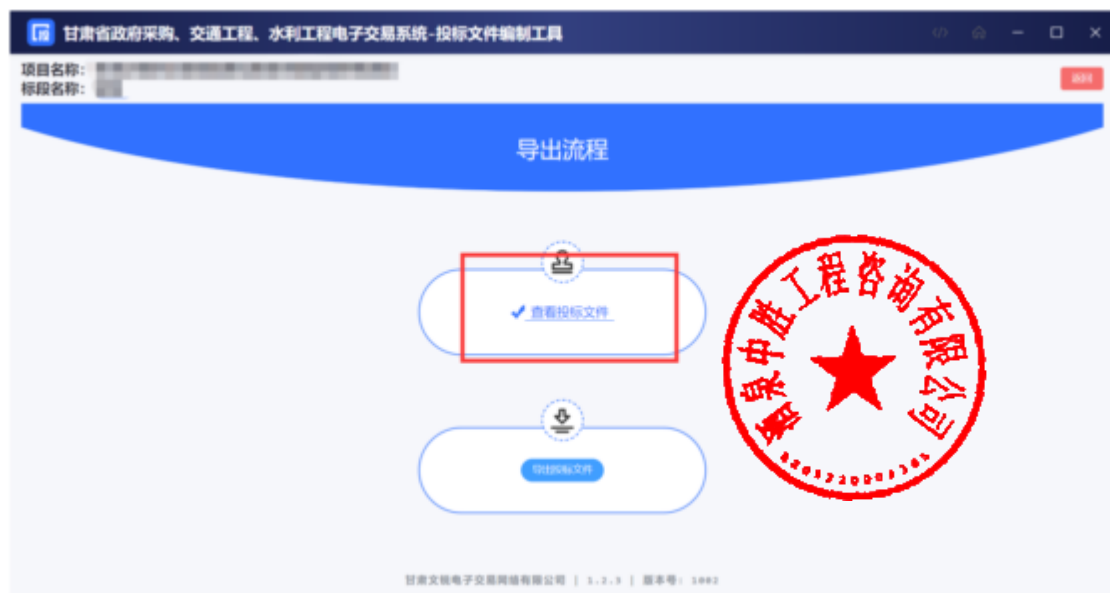 甘肃省政府采购、交通工程、水利工程电子交易系统-投标文件编制工具
项目名称:
标段名称:
返回
导出流程
查看投标文件
导出投标文件
泉中胜工程咨询有限公司
甘肃文锐电子交易网络有限公司 | 1.2.3 | 版本号: 1002